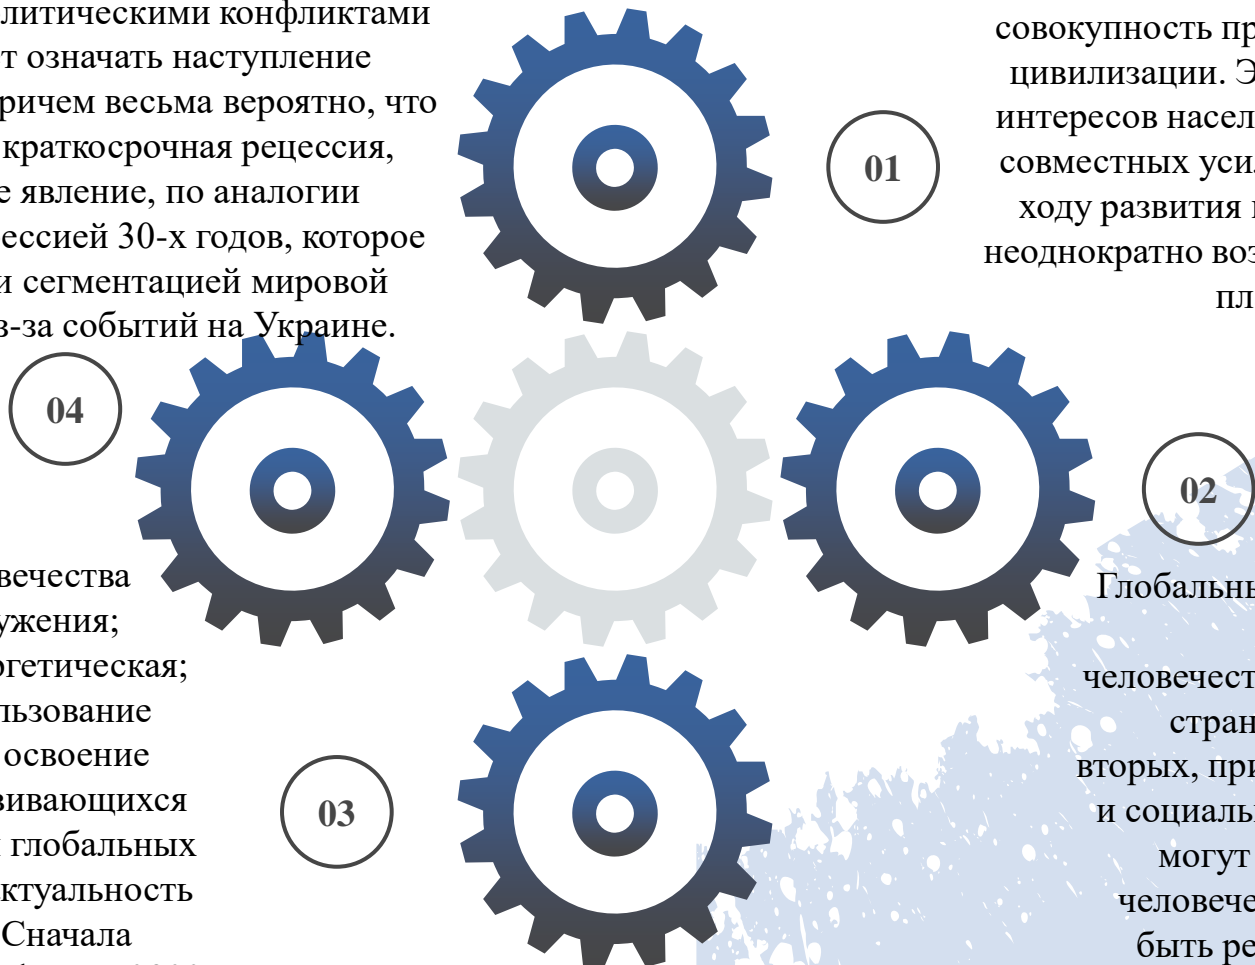 литическими конфликтами
т означать наступление
ричем весьма вероятно, что
краткосрочная рецессия,
е явление, по аналогии
ессией 30-х годов, которое
и сегментацией мировой
з-за событий на Украине.
01
совокупность пр
цивилизации. Э
интересов насел
совместных уси
ходу развития
неоднократно воз
пл
04
02
вечества
ужения;
ргетическая;
льзование
освоение
вивающихся
глобальных
ктуальность
Сначала
03
Глобальн
человечест
стран
вторых, при
и социаль
могут
человече
быть ре